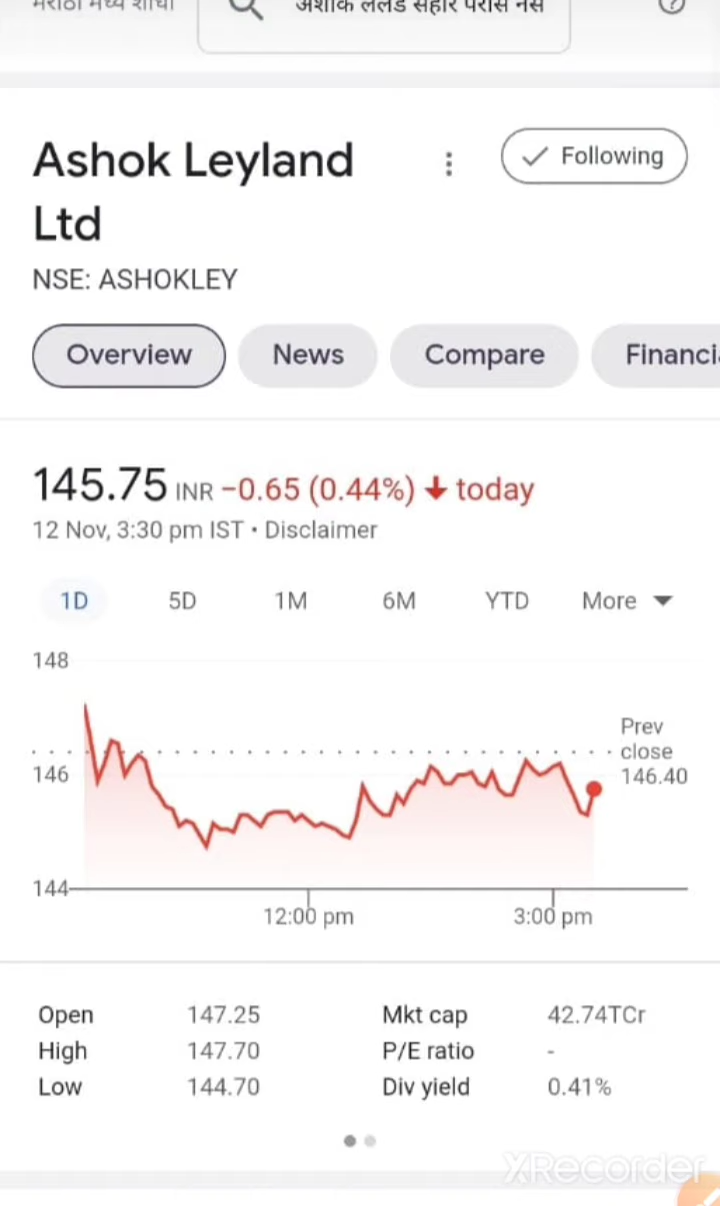 अशोक लेलँड
Ashok Leyland
Following
Ltd
NSE: ASHOKLEY
Overview
News
Compare
145.75 INR −0.65 (0.44%) today
12 Nov, 3:30 pm IST • Disclaimer
1D 5D 1M 6M YTD More
148
Prev
close
146
146.40
144
12:00 pm 3:00 pm
Open 147.25 Mkt cap 42.74TCr
High 147.70 P/E ratio -
Low 144.70 Div yield 0.41%
XRecorder